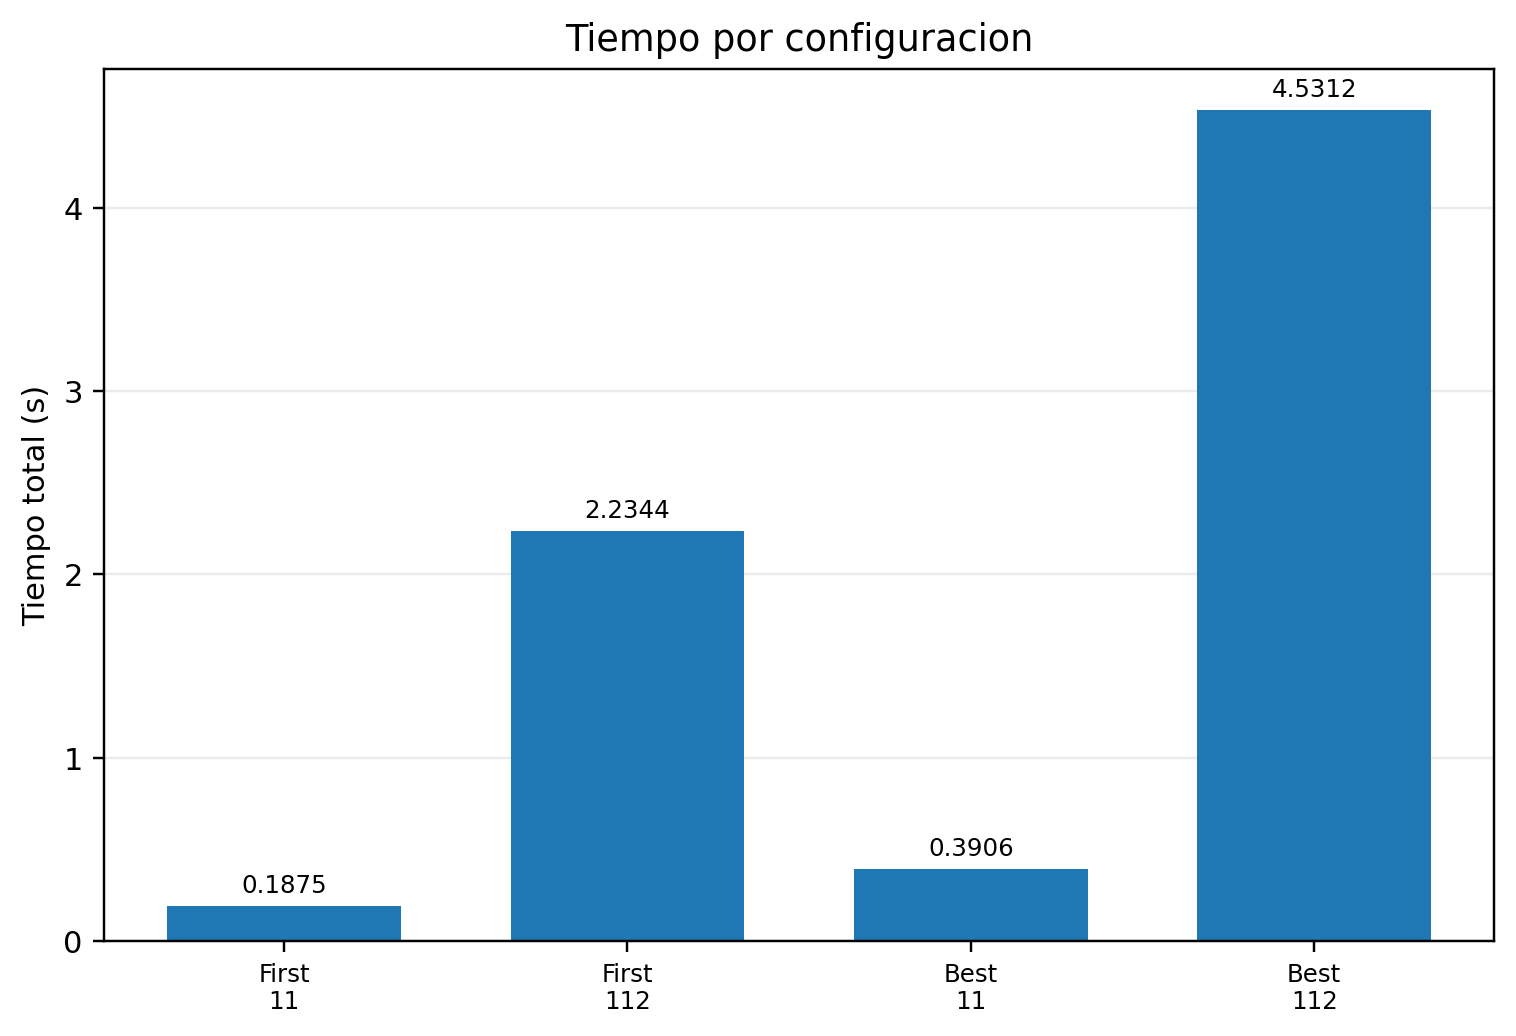 Tiempo por configuracion
Tiempo total (s)
4
3
2
1
0
0.1875
2.2344
0.3906
4.5312
First
11
First
112
Best
11
Best
112